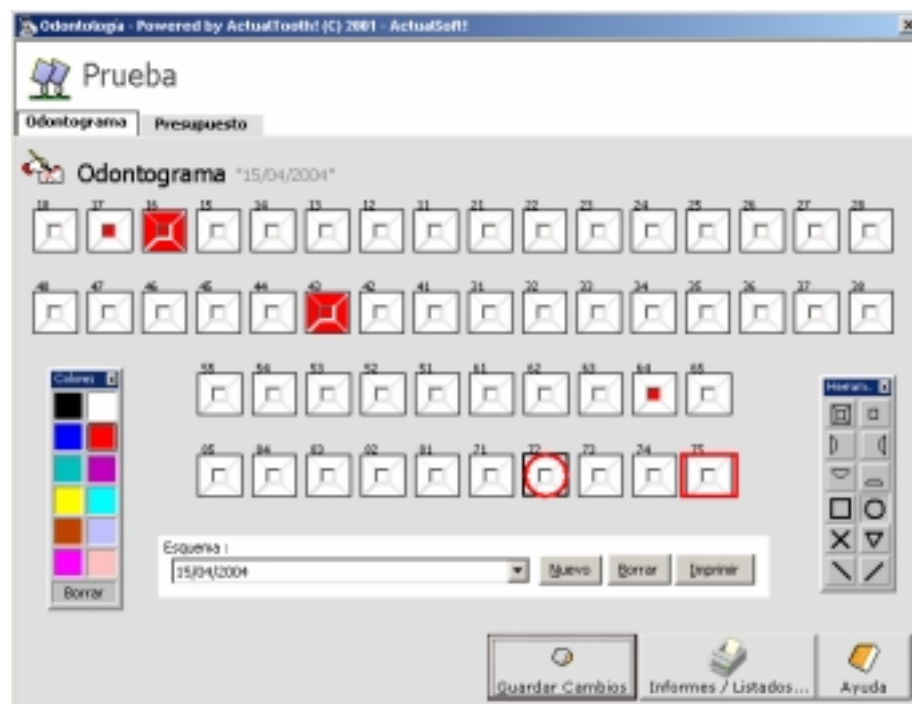 Odontología - Powered by ActualTooth! (C) 2001 - ActualSoft!
Prueba
Odontograma Presupuesto
Odontograma "15/04/2004"
18 17 16 15 14 13 12 11 21 22 23 24 25 26 27 28
48 47 46 45 44 43 42 41 31 32 33 34 35 36 37 38
55 54 53 52 51 61 62 63 64 65
85 84 83 82 81 71 72 73 74 75
Colores
Herram..
Borrar
Esquema :
15/04/2004 Nuevo Borrar Imprimir
Guardar Cambios Informes / Listados... Ayuda